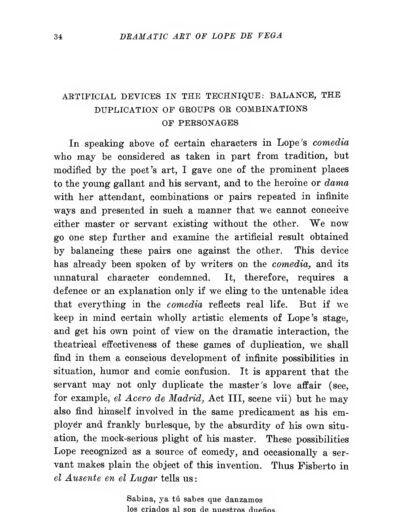 34
DRAMATIC ART OF LOPE DE VEGA
ARTIFICIAL DEVICES IN THE TECHNIQUE: BALANCE, THE
DUPLICATION OF GROUPS OR COMBINATIONS
OF PERSONAGES
In speaking above of certain characters in Lope's comedia
who may be considered as taken in part from tradition, but
modified by the poet's art, I gave one of the prominent places
to the young gallant and his servant, and to the heroine or dama
with her attendant, combinations or pairs repeated in infinite
ways and presented in such a manner that we cannot conceive
either master or servant existing without the other. We now
go one step further and examine the artificial result obtained
by balancing these pairs one against the other. This device
has already been spoken of by writers on the comedia, and its
unnatural character condemned. It, therefore, requires a
defence or an explanation only if we cling to the untenable idea
that everything in the comedia reflects real life. But if we
keep in mind certain wholly artistic elements of Lope's stage,
and get his own point of view on the dramatic interaction, the
theatrical effectiveness of these games of duplication, we shall
find in them a conscious development of infinite possibilities in
situation, humor and comic confusion. It is apparent that the
servant may not only duplicate the master's love affair (see,
for example, el Acero de Madrid, Act III, scene vii) but he may
also find himself involved in the same predicament as his em-
ployer and frankly burlesque, by the absurdity of his own situ-
ation, the mock-serious plight of his master. These possibilities
Lope recognized as a source of comedy, and occasionally a ser-
vant makes plain the object of this invention. Thus Fisberto in
el Ausente en el Lugar tells us:
Sabina, ya tú sabes que danzamos
los criados al son de nuestros dueños.